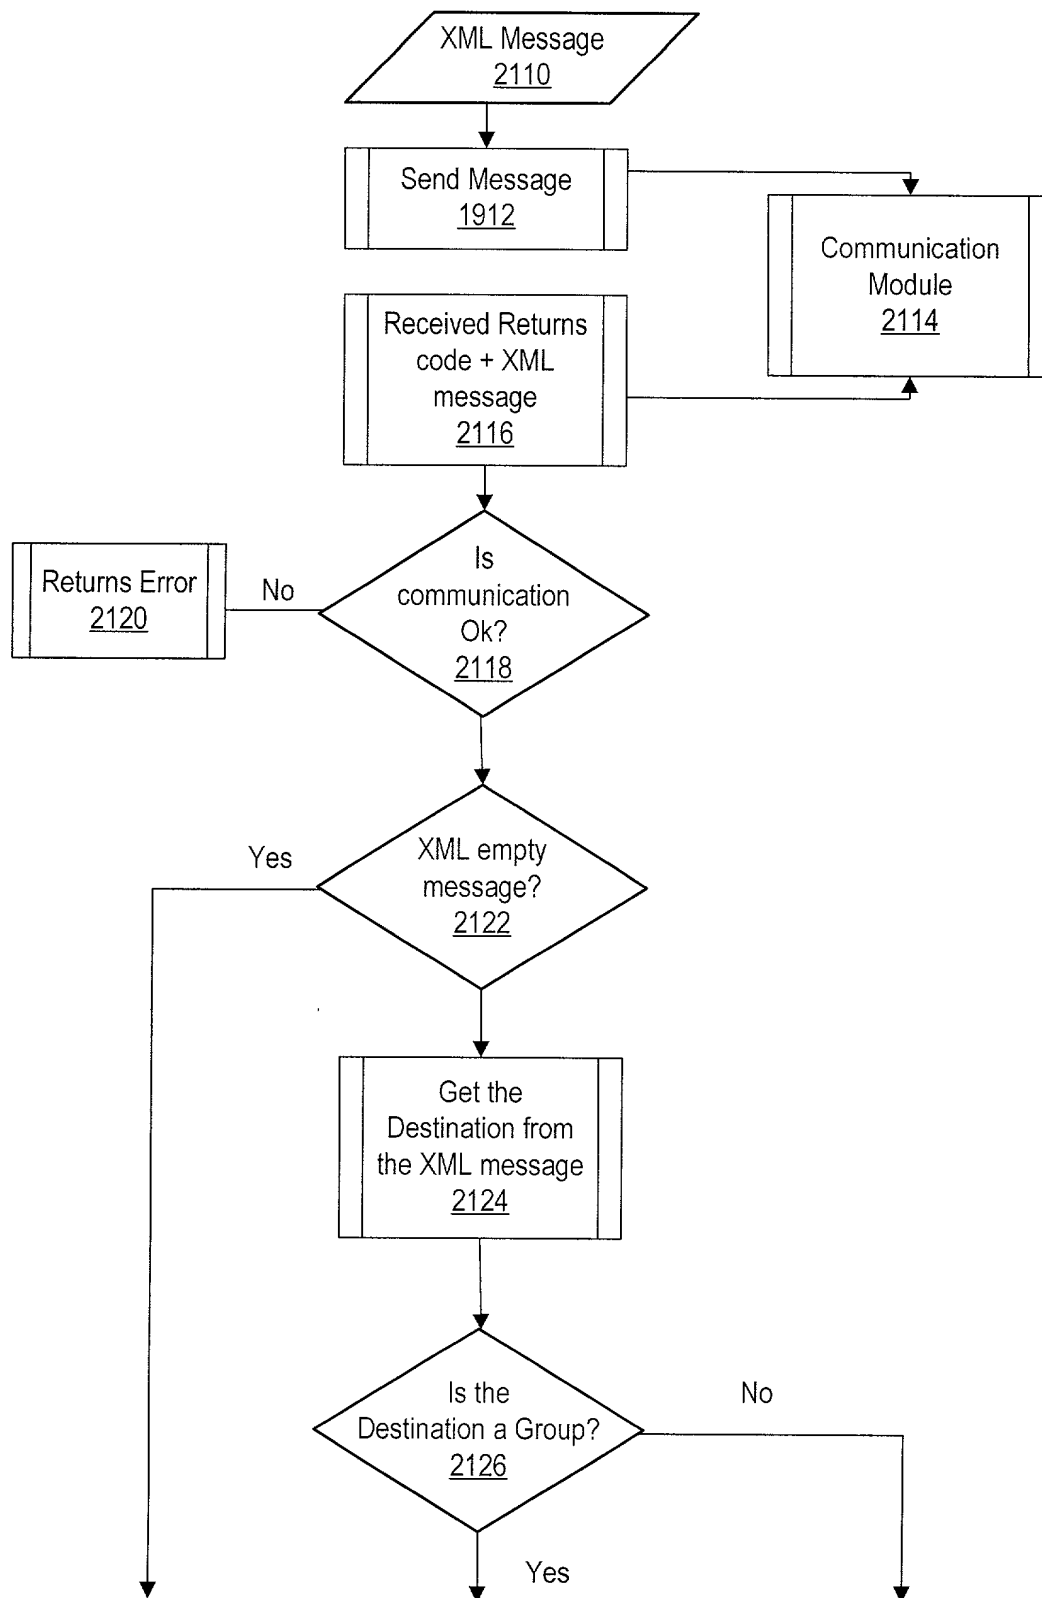 XML Message
2110
Send Message
1912
Communication
Module
2114
Received Returns
code + XML
message
2116
Is
communication
Ok?
2118
No
Returns Error
2120
XML empty
message?
2122
Yes
Get the
Destination from
the XML message
2124
Is the
Destination a Group?
2126
No
Yes